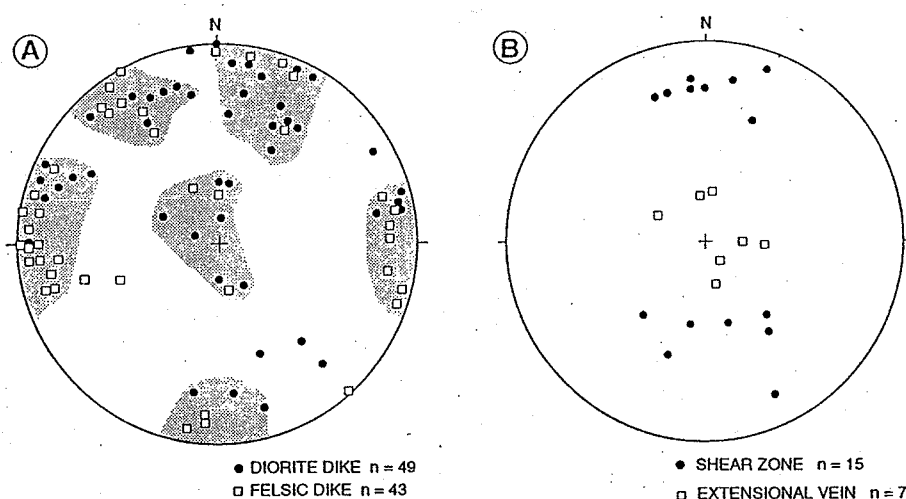 A
N
B
N
DIORITE DIKE n = 49
FELSIC DIKE n = 43
SHEAR ZONE n = 15
EXTENSIONAL VEIN n = 7